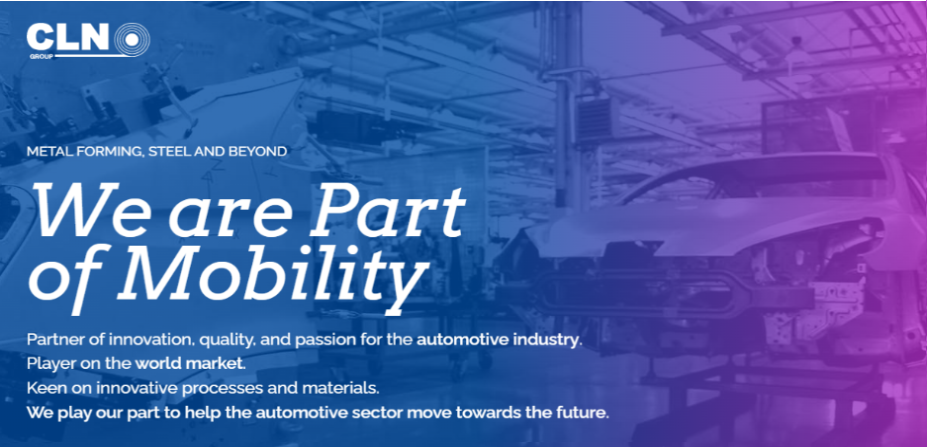 CLN
GROUP
METAL FORMING, STEEL AND BEYOND
We are Part
of Mobility
Partner of innovation, quality, and passion for the automotive industry.
Player on the world market.
Keen on innovative processes and materials.
We play our part to help the automotive sector move towards the future.